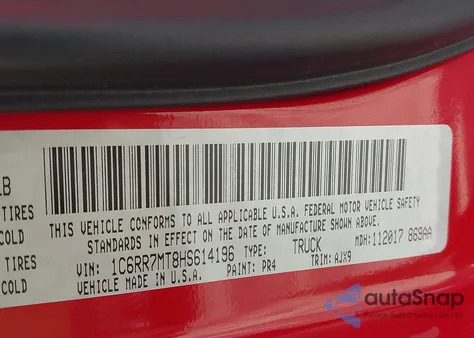 LB
TIRES
COLD
TIRES
COLD
THIS VEHICLE CONFORMS TO ALL APPLICABLE U.S.A. FEDERAL MOTOR VEHICLE SAFETY
STANDARDS IN EFFECT ON THE DATE OF MANUFACTURE SHOWN ABOVE.
VIN: 1C6RR7MT8HS614196 TYPE: TRUCK MDH: 112017 869AA
VEHICLE MADE IN U.S.A. PAINT: PR4 TRIM: AJX9
autoSnap